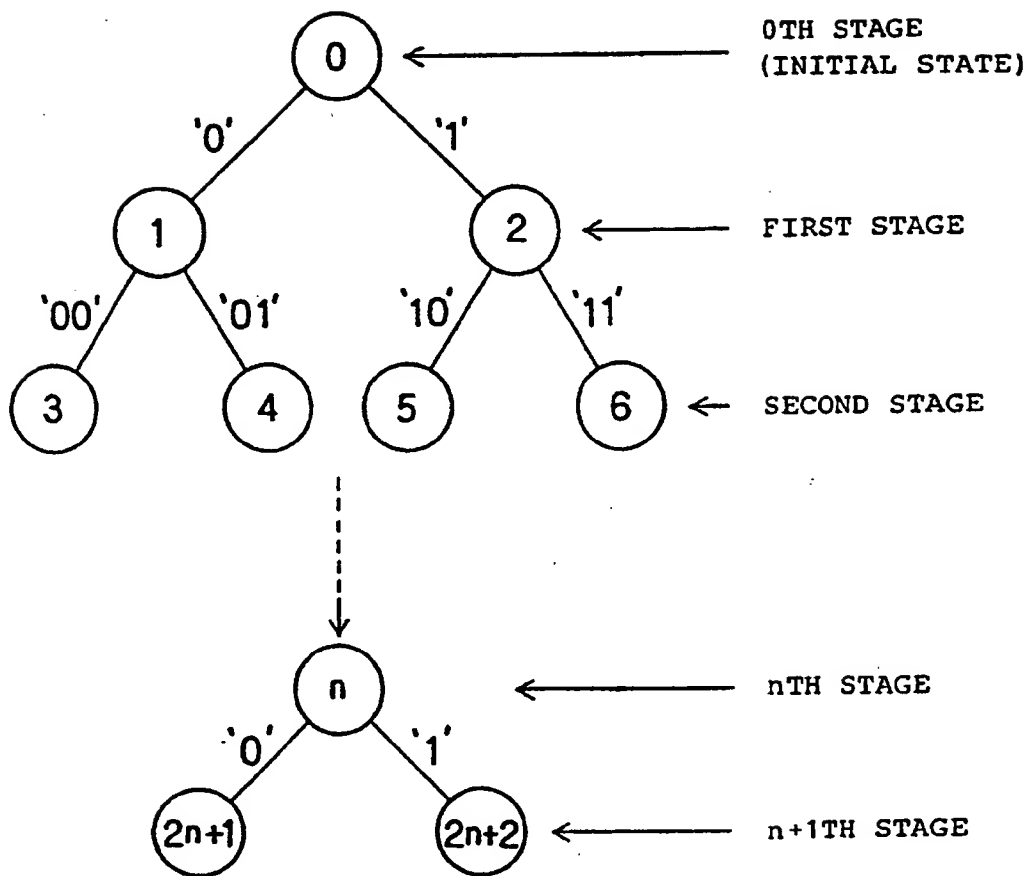 0
0TH STAGE
(INITIAL STATE)
'0'
'1'
1
2
FIRST STAGE
'00'
'01'
'10'
'11'
3
4
5
6
SECOND STAGE
n
nTH STAGE
'0'
'1'
2n+1
2n+2
n+1TH STAGE